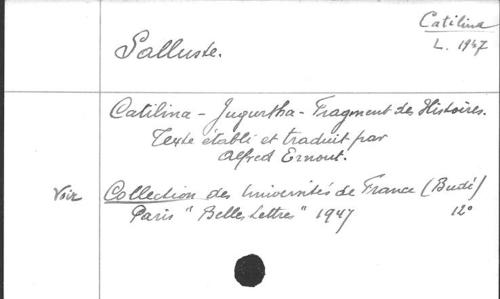 Catilina
L. 1947
Salluste.
Catilina - Jugurtha - Fragment des Histoires.
Texte établi et traduit par
Alfred Ernout.
Voir Collection des Universités de France (Budé)
Paris "Belles Lettres" 1947 12°